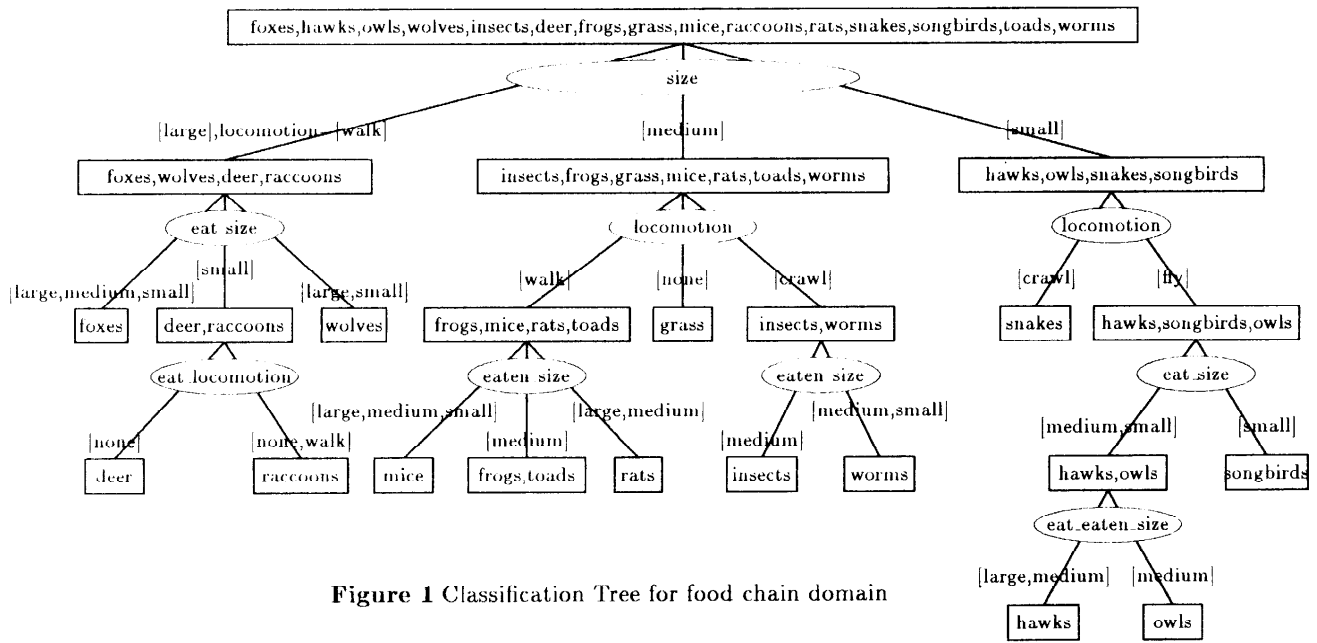 foxes,hawks,owls,wolves,insects,deer,frogs,grass,mice,raccoons,rats,snakes,songbirds,toads,worms
size
[large],locomotion [walk]
[medium]
[small]
foxes,wolves,deer,raccoons
insects,frogs,grass,mice,rats,toads,worms
hawks,owls,snakes,songbirds
eat size
locomotion
locomotion
[large,medium,small]
[small]
[large,small]
[walk]
[none]
[crawl]
[crawl]
[fly]
foxes
deer,raccoons
wolves
frogs,mice,rats,toads
grass
insects,worms
snakes
hawks,songbirds,owls
eat_locomotion
eaten size
eaten size
eat_size
[none]
[none,walk]
[large,medium,small]
[medium]
[large,medium]
[medium]
[medium,small]
[medium,small]
[small]
deer
raccoons
mice
frogs,toads
rats
insects
worms
hawks,owls
songbirds
eat_eaten_size
[large,medium]
[medium]
hawks
owls
Figure 1 Classification Tree for food chain domain